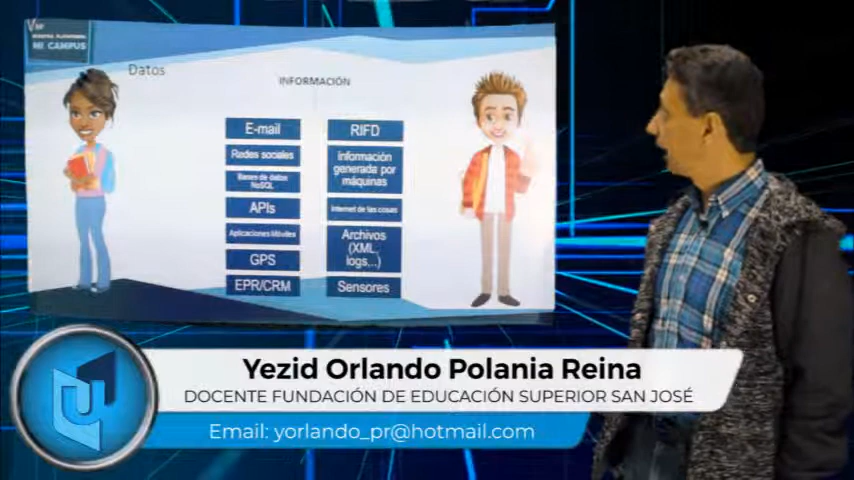 MI CAMPUS
Datos
INFORMACIÓN
E-mail
RIFD
Redes sociales
Información
generada por
máquinas
Bases de datos
NoSQL
APIs
Internet de las cosas
Aplicaciones Móviles
Archivos
(XML,
logs,..)
GPS
EPR/CRM
Sensores
Yezid Orlando Polania Reina
DOCENTE FUNDACIÓN DE EDUCACIÓN SUPERIOR SAN JOSÉ
Email: yorlando_pr@hotmail.com